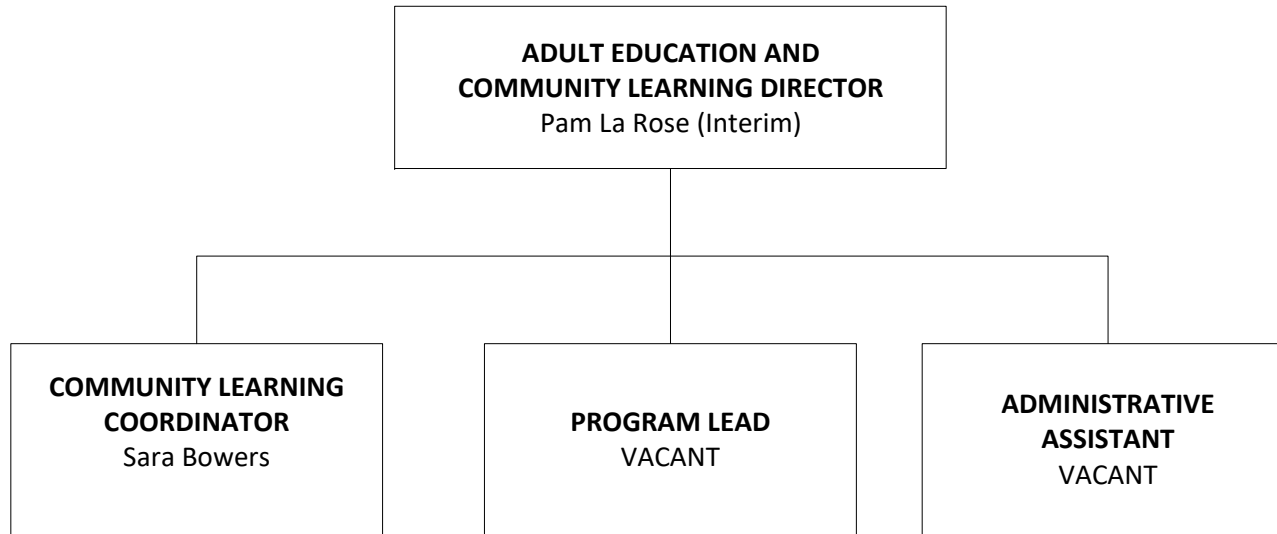 ADULT EDUCATION AND
COMMUNITY LEARNING DIRECTOR
Pam La Rose (Interim)
COMMUNITY LEARNING
COORDINATOR
Sara Bowers
PROGRAM LEAD
VACANT
ADMINISTRATIVE
ASSISTANT
VACANT